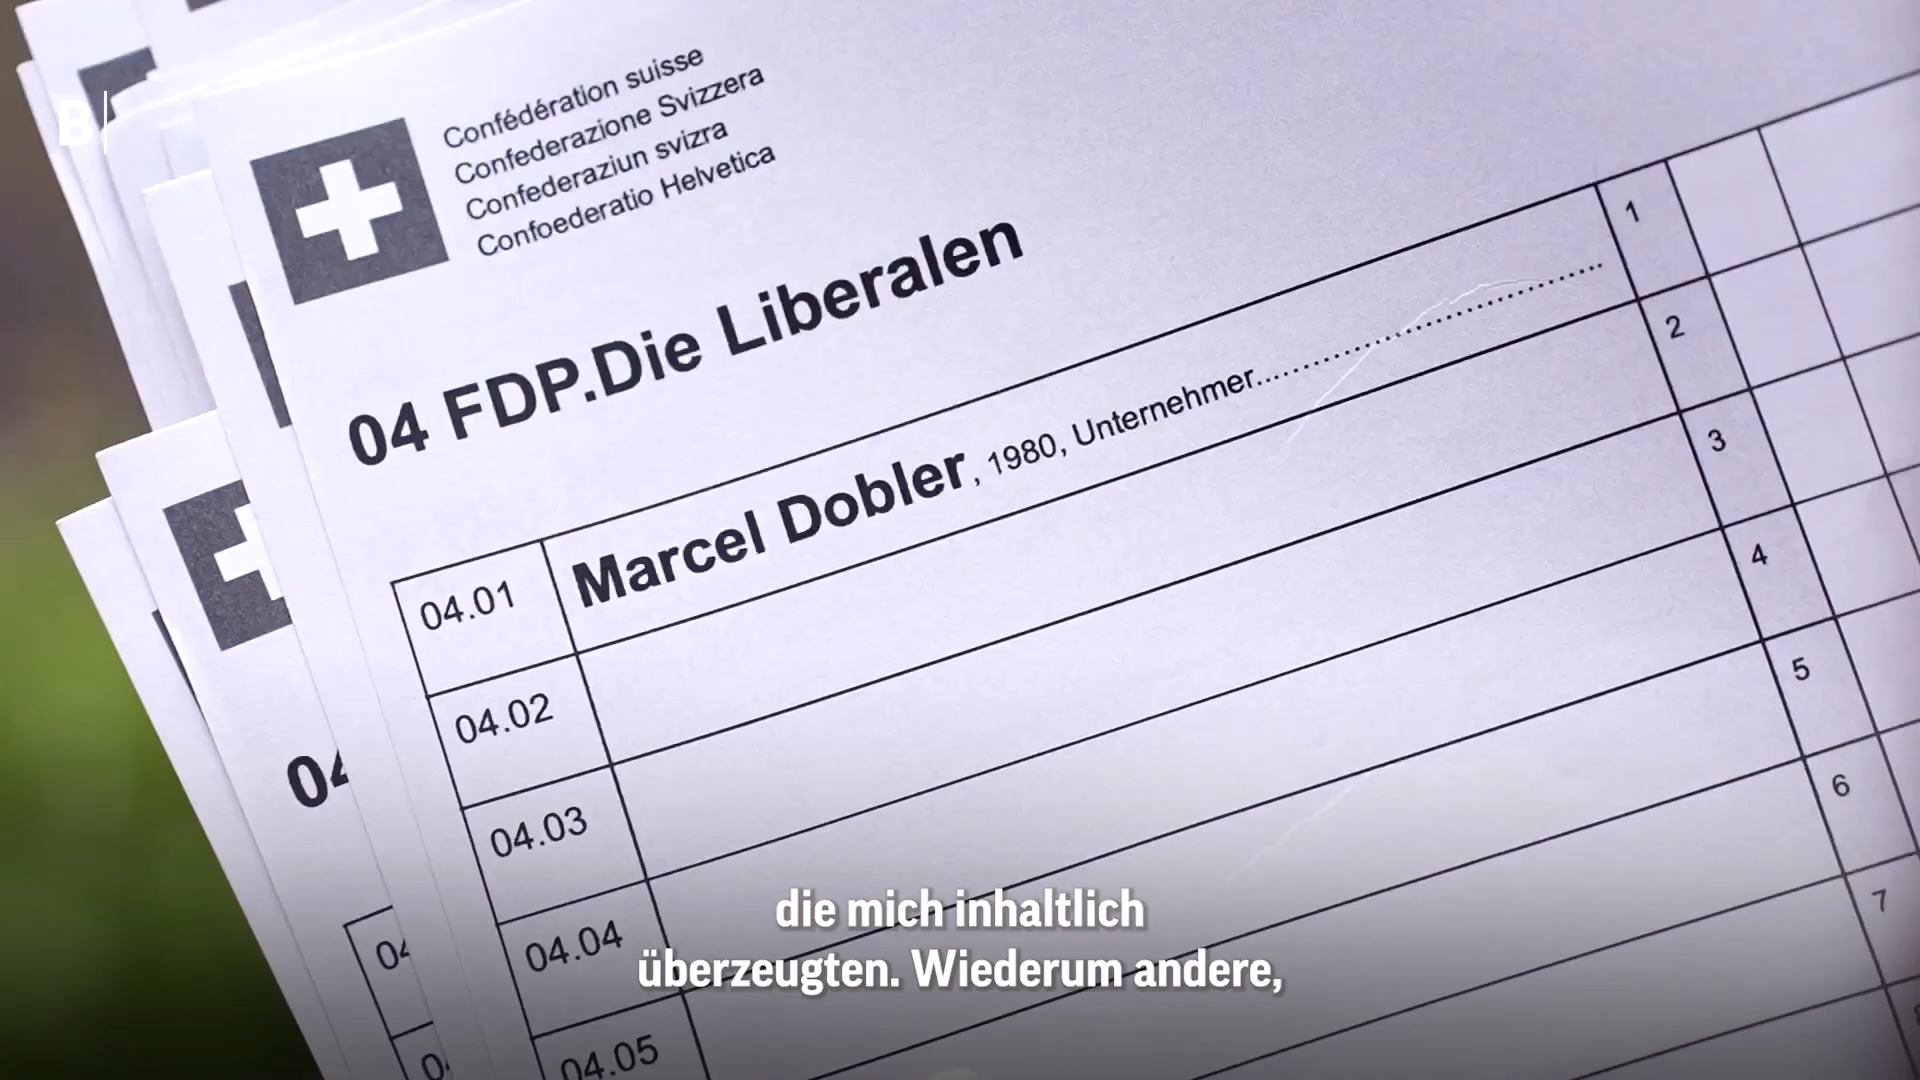 B
Confédération suisse
Confederazione Svizzera
Confederaziun svizra
Confoederatio Helvetica
04 FDP.Die Liberalen
04.01 Marcel Dobler, 1980, Unternehmer 1
04.02 2
04.03 3
04.04 4
04.05 5
6
7
04
04
die mich inhaltlich
überzeugten. Wiederum andere,